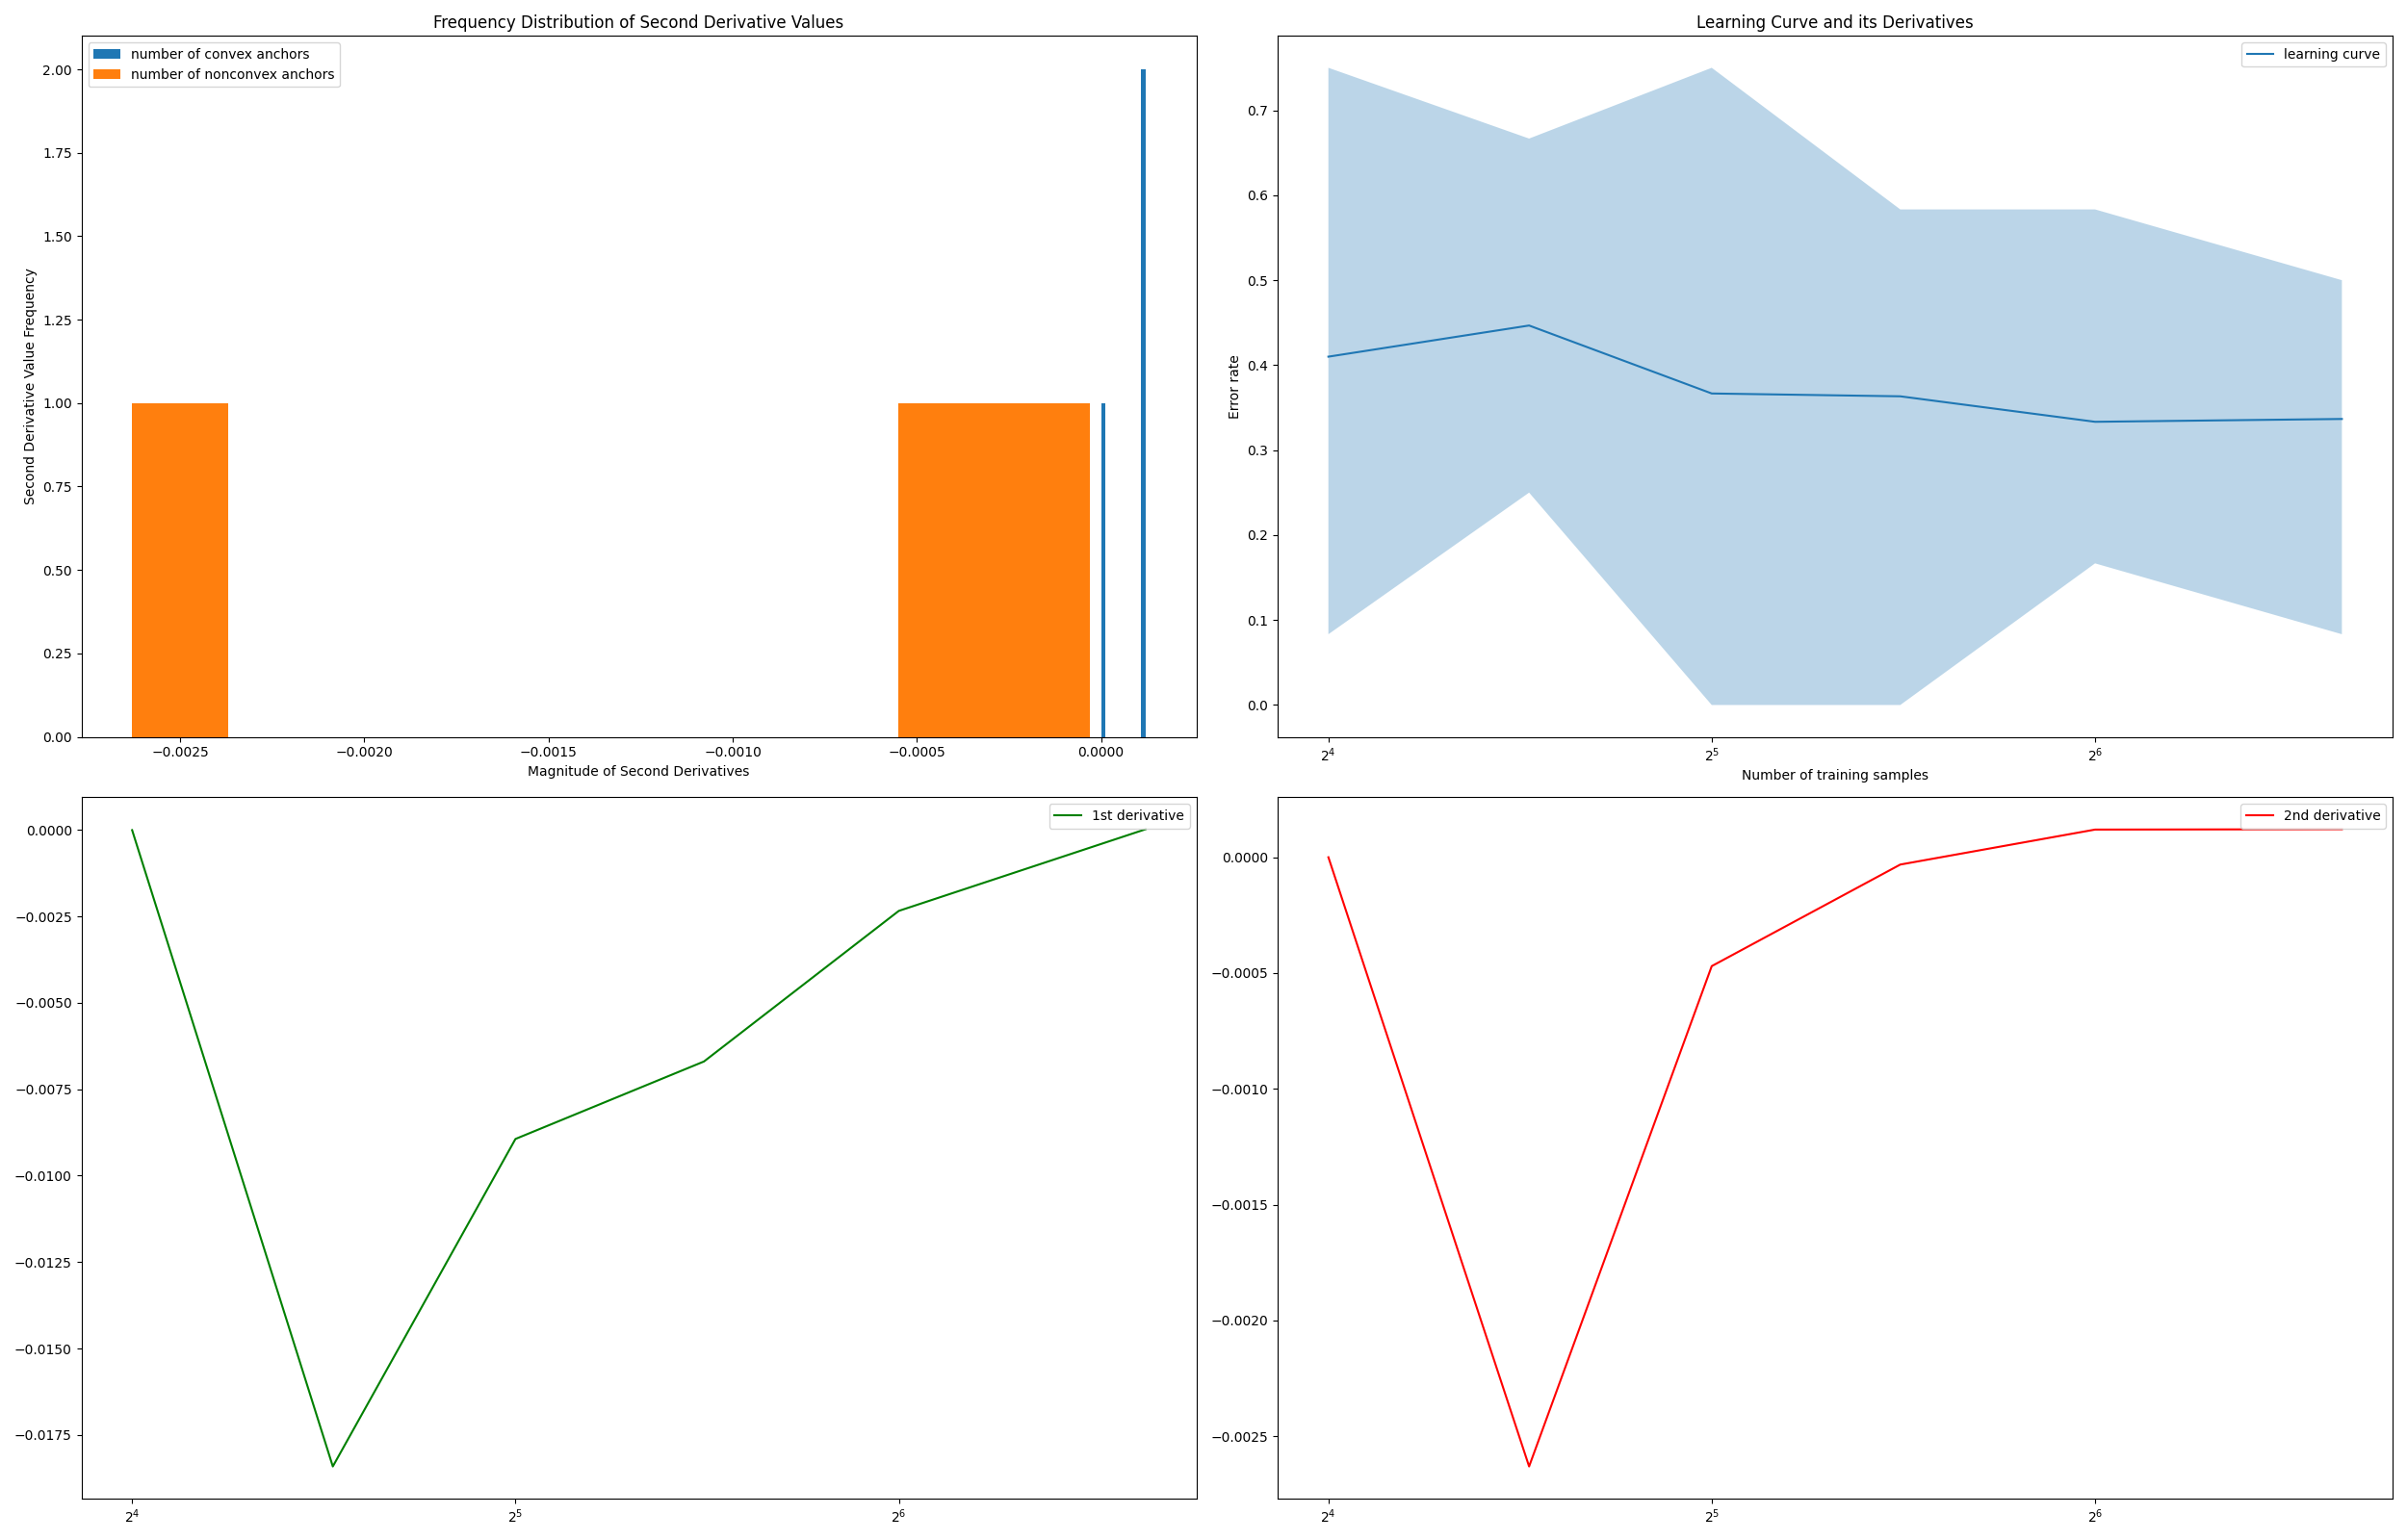 Frequency Distribution of Second Derivative Values
number of convex anchors
number of nonconvex anchors
2.00
1.75
1.50
1.25
1.00
0.75
0.50
0.25
0.00
Second Derivative Value Frequency
−0.0025 −0.0020 −0.0015 −0.0010 −0.0005 0.0000
Magnitude of Second Derivatives
Learning Curve and its Derivatives
learning curve
0.7
0.6
0.5
0.4
0.3
0.2
0.1
0.0
Error rate
2⁴ 2⁵ 2⁶
Number of training samples
1st derivative
0.0000
−0.0025
−0.0050
−0.0075
−0.0100
−0.0125
−0.0150
−0.0175
2⁴ 2⁵ 2⁶
2nd derivative
0.0000
−0.0005
−0.0010
−0.0015
−0.0020
−0.0025
2⁴ 2⁵ 2⁶